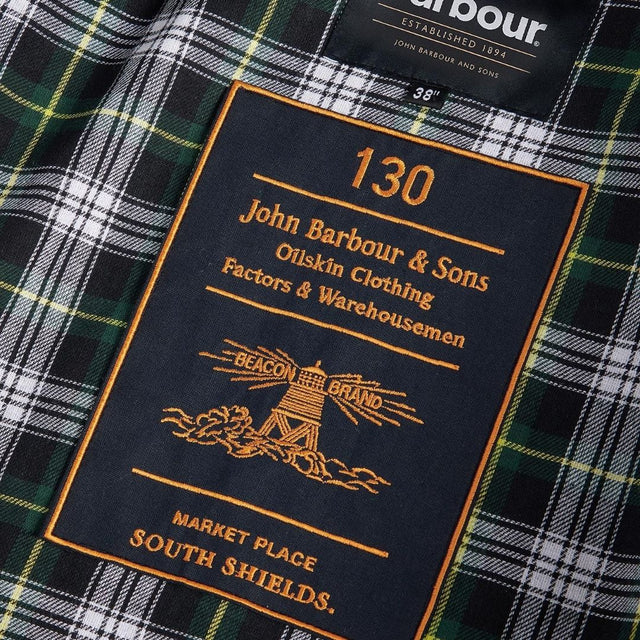 arbour
ESTABLISHED 1894
JOHN BARBOUR AND SONS
38"
130
John Barbour & Sons
Oilskin Clothing
Factors & Warehousemen
BEACON BRAND
MARKET PLACE
SOUTH SHIELDS.